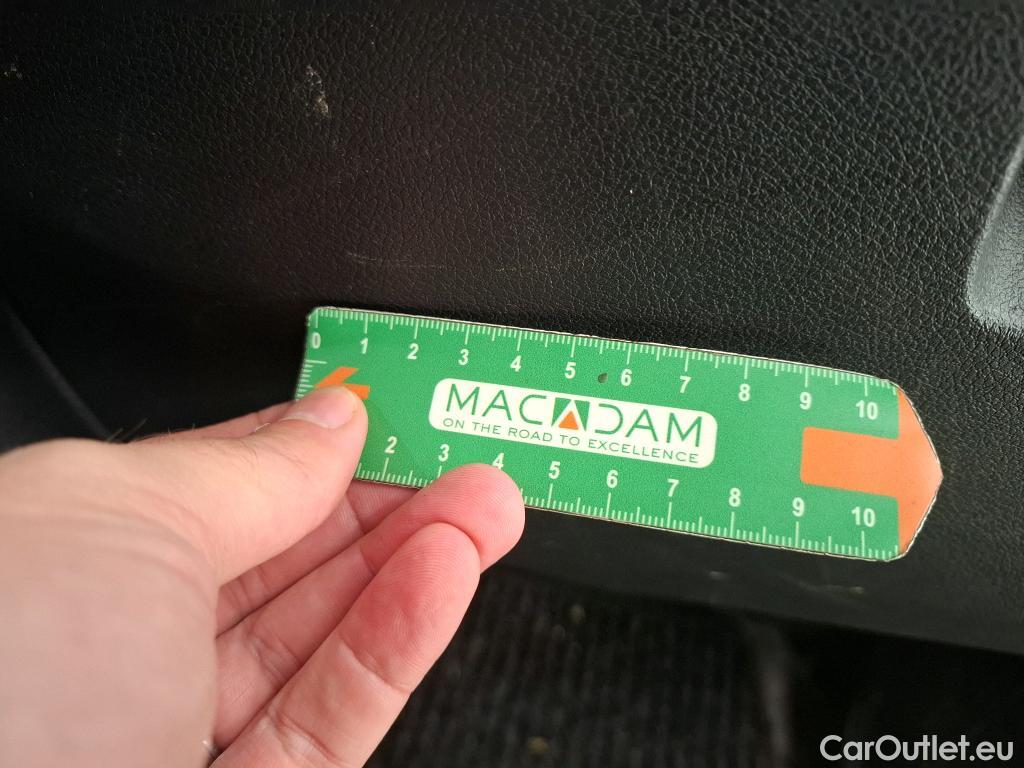 0 1 2 3 4 5 6 7 8 9 10
MACADAM
ON THE ROAD TO EXCELLENCE
2 3 4 5 6 7 8 9 10
CarOutlet.eu